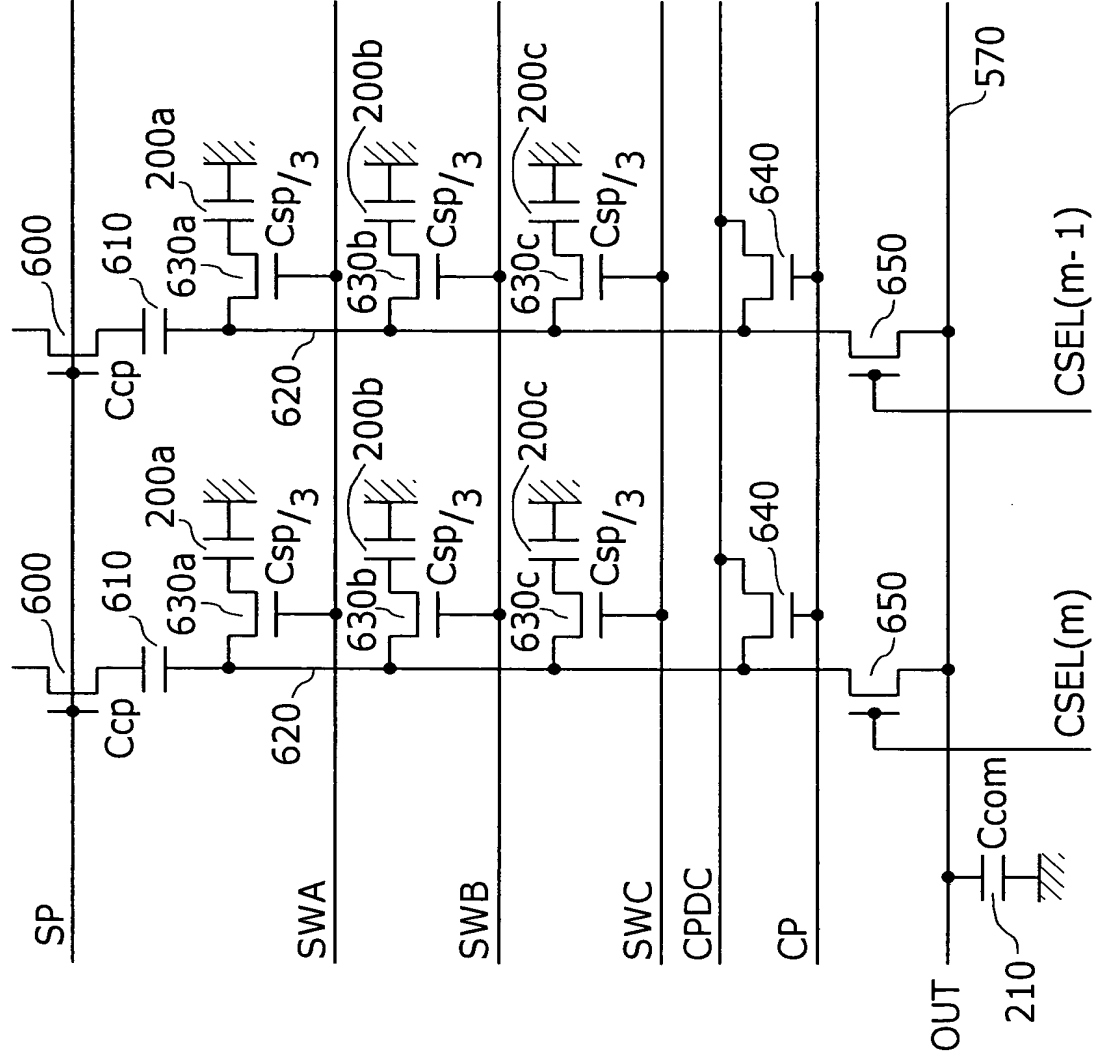 SP
600
600
Ccp
Ccp
610
610
200a
200a
630a
630a
Csp/3
Csp/3
620
620
SWA
200b
200b
630b
630b
Csp/3
Csp/3
SWB
200c
200c
630c
630c
Csp/3
Csp/3
SWC
CPDC
640
640
CP
650
650
OUT
570
210
Ccom
CSEL(m)
CSEL(m-1)